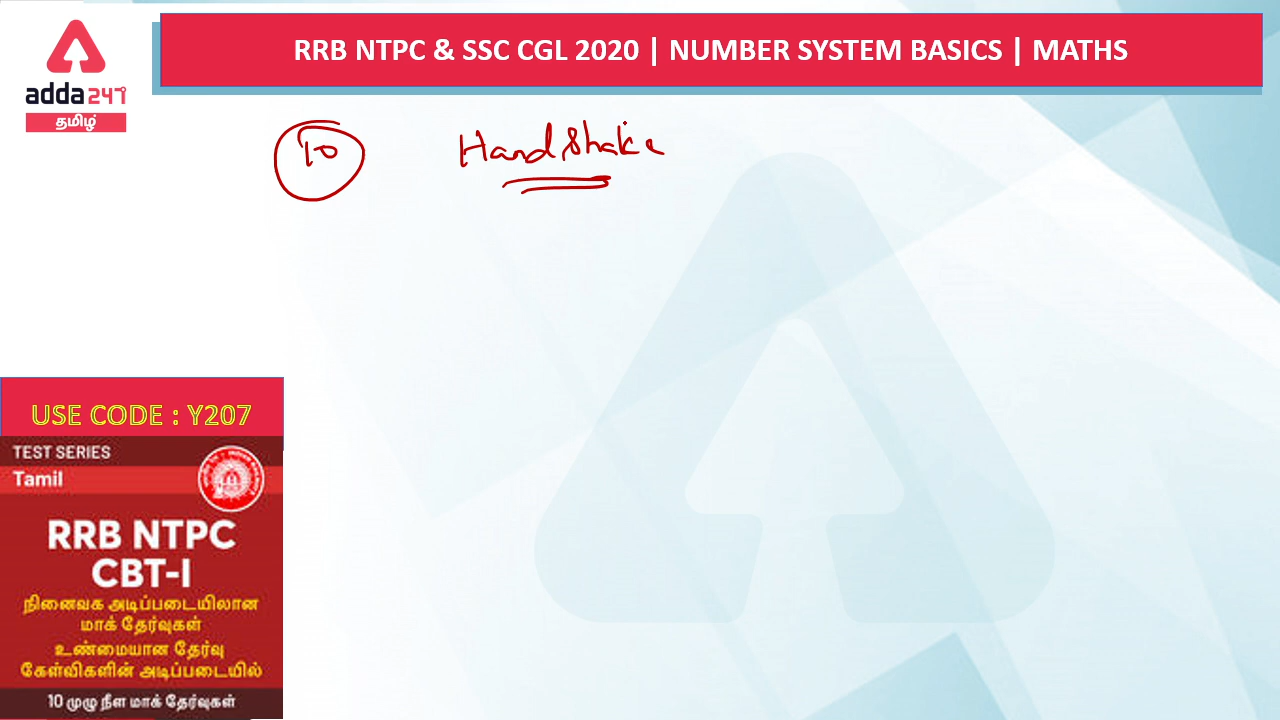 RRB NTPC & SSC CGL 2020 | NUMBER SYSTEM BASICS | MATHS
adda247
தமிழ்
10 Handshake
USE CODE : Y207
TEST SERIES
Tamil
RRB NTPC
CBT-I
நினைவக அடிப்படையிலான
மாக் தேர்வுகள்
உண்மையான தேர்வு
கேள்விகளின் அடிப்படையில்
10 முழு நீள மாக் தேர்வுகள்